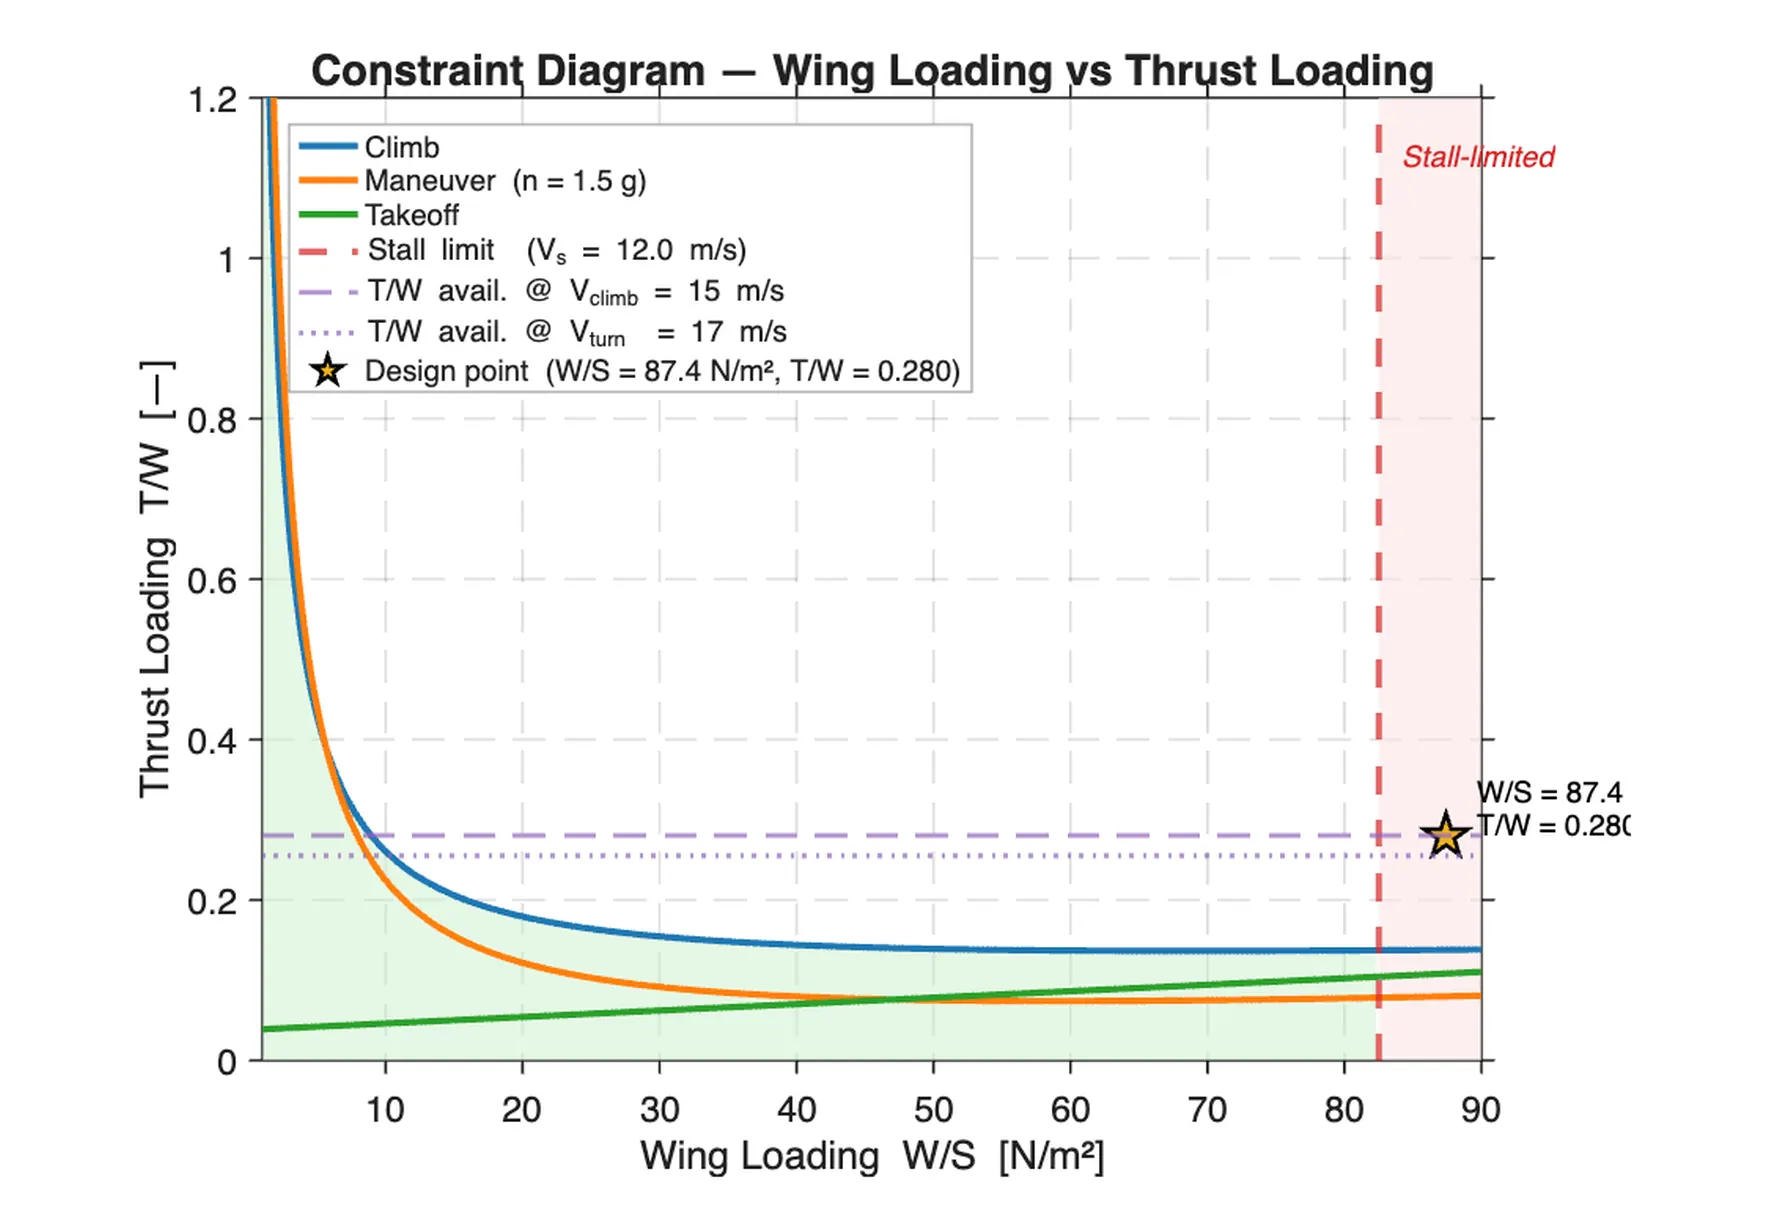 Constraint Diagram — Wing Loading vs Thrust Loading
1.2
1
0.8
0.6
0.4
0.2
0
Thrust Loading T/W [—]
Climb
Maneuver (n = 1.5 g)
Takeoff
Stall limit (Vs = 12.0 m/s)
T/W avail. @ Vclimb = 15 m/s
T/W avail. @ Vturn = 17 m/s
Design point (W/S = 87.4 N/m², T/W = 0.280)
Stall-limited
W/S = 87.4
T/W = 0.280
10 20 30 40 50 60 70 80 90
Wing Loading W/S [N/m²]